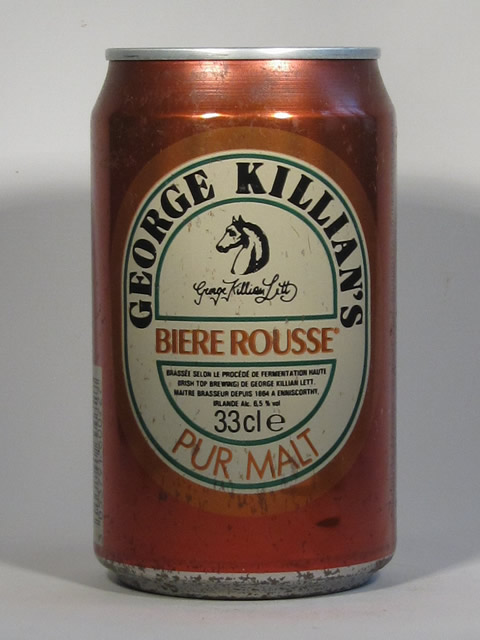 GEORGE KILLIAN'S
George Killian Lett
BIERE ROUSSE®
BRASSÉE SELON LE PROCÉDÉ DE FERMENTATION HAUTE
(IRISH TOP BREWING) DE GEORGE KILLIAN LETT,
MAITRE BRASSEUR DEPUIS 1864 A ENNISCORTHY,
IRLANDE Alc. 6,5 % vol
33cl e
PUR MALT